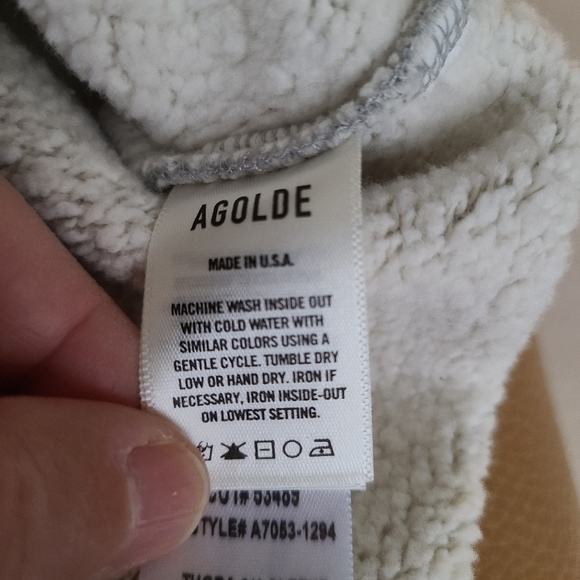 AGOLDE
MADE IN U.S.A.
MACHINE WASH INSIDE OUT
WITH COLD WATER WITH
SIMILAR COLORS USING A
GENTLE CYCLE. TUMBLE DRY
LOW OR HAND DRY. IRON IF
NECESSARY, IRON INSIDE-OUT
ON LOWEST SETTING.
STYLE# A7053-1294